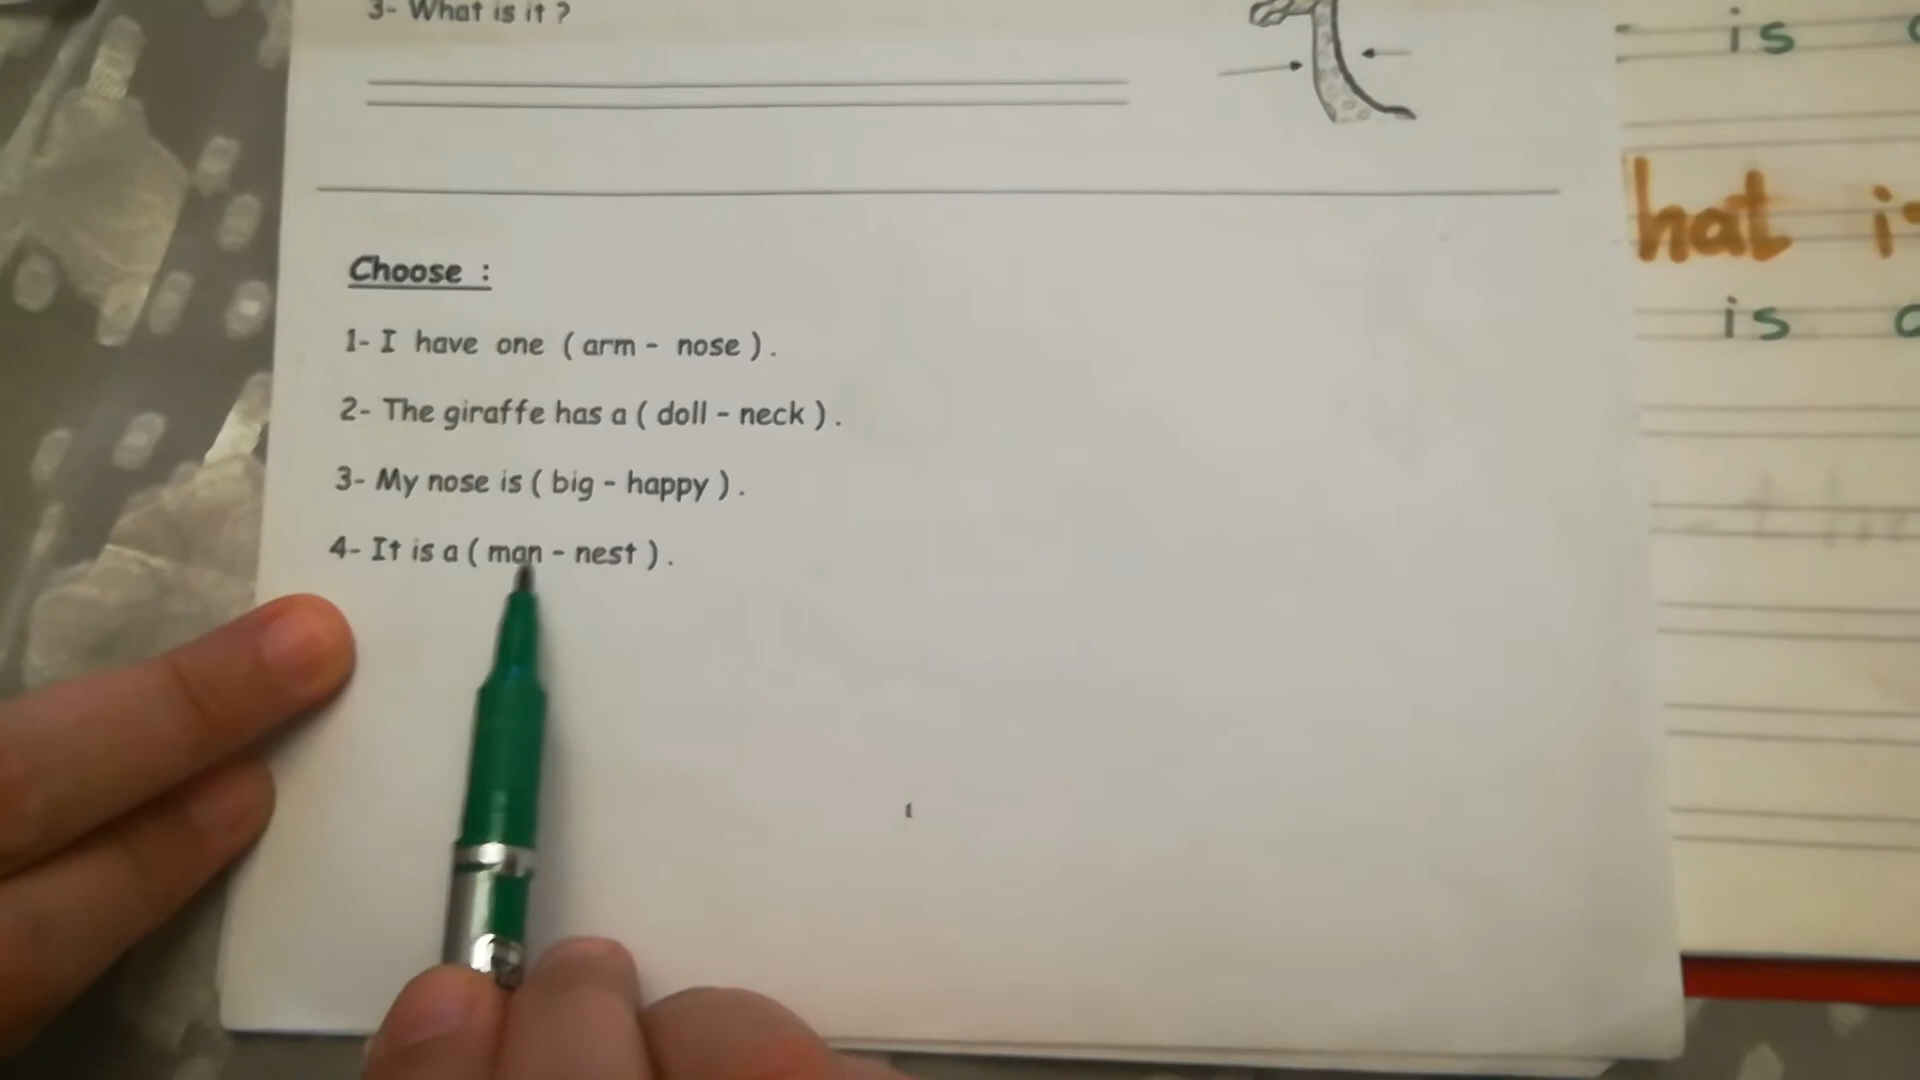 3- What is it ?
Choose :
1- I have one ( arm - nose ) .
2- The giraffe has a ( doll - neck ) .
3- My nose is ( big - happy ) .
4- It is a ( man - nest ) .
is
hat
is